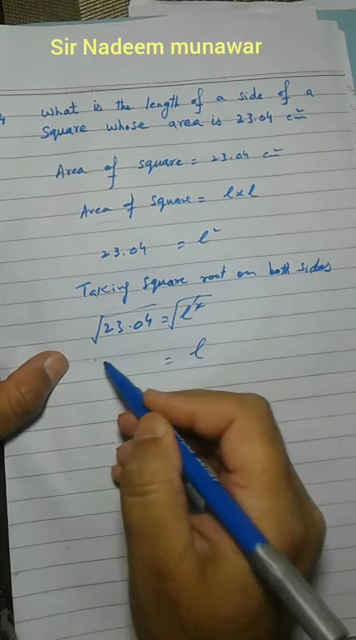 Sir Nadeem munawar
What is the length of a side of a
square whose area is 23.04 cm²
Area of square = 23.04 cm²
Area of square = l×l
23.04 = l²
Taking square root on both sides
√23.04 = √l²
= l